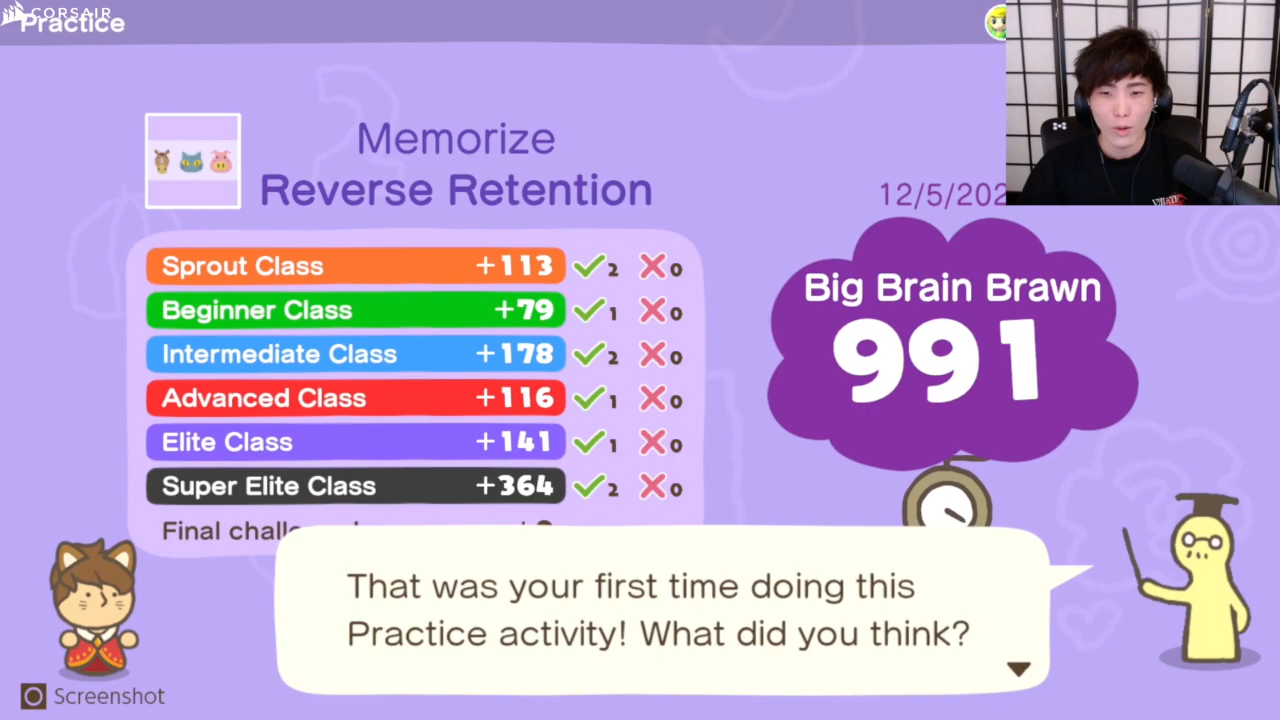 CORSAIR
Practice
Memorize
Reverse Retention
12/5/202
Sprout Class +113 2 0
Beginner Class +79 1 0
Intermediate Class +178 2 0
Advanced Class +116 1 0
Elite Class +141 1 0
Super Elite Class +364 2 0
Final challe
Big Brain Brawn
991
That was your first time doing this
Practice activity! What did you think?
Screenshot